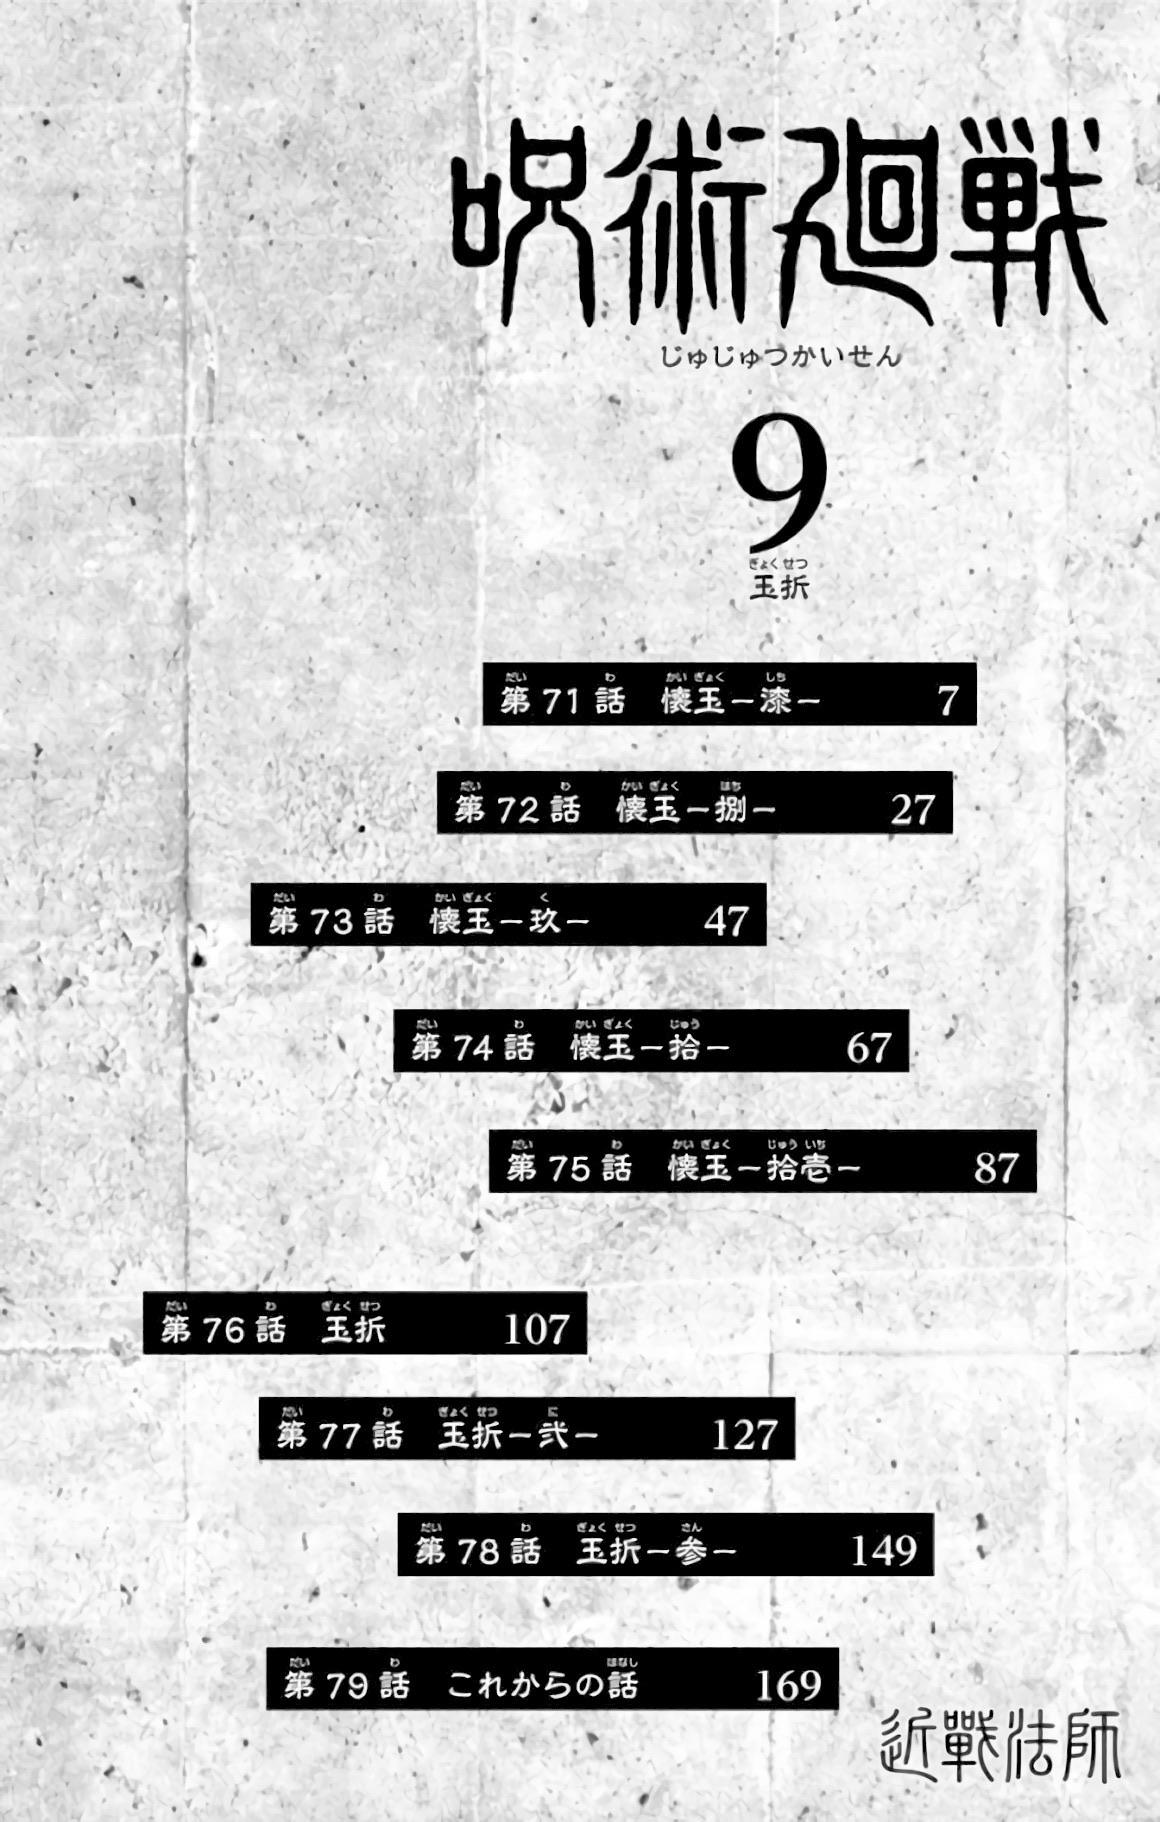 呪術廻戦
じゅじゅつかいせん
9
ぎょくせつ
玉折
だい わ かいぎょく しち
第71話 懐玉－漆－ 7
だい わ かいぎょく はち
第72話 懐玉－捌－ 27
だい わ かいぎょく く
第73話 懐玉－玖－ 47
だい わ かいぎょく じゅう
第74話 懐玉－拾－ 67
だい わ かいぎょく じゅういち
第75話 懐玉－拾壱－ 87
だい わ ぎょくせつ
第76話 玉折 107
だい わ ぎょくせつ に
第77話 玉折－弐－ 127
だい わ ぎょくせつ さん
第78話 玉折－参－ 149
だい わ はなし
第79話 これからの話 169
近戰法師